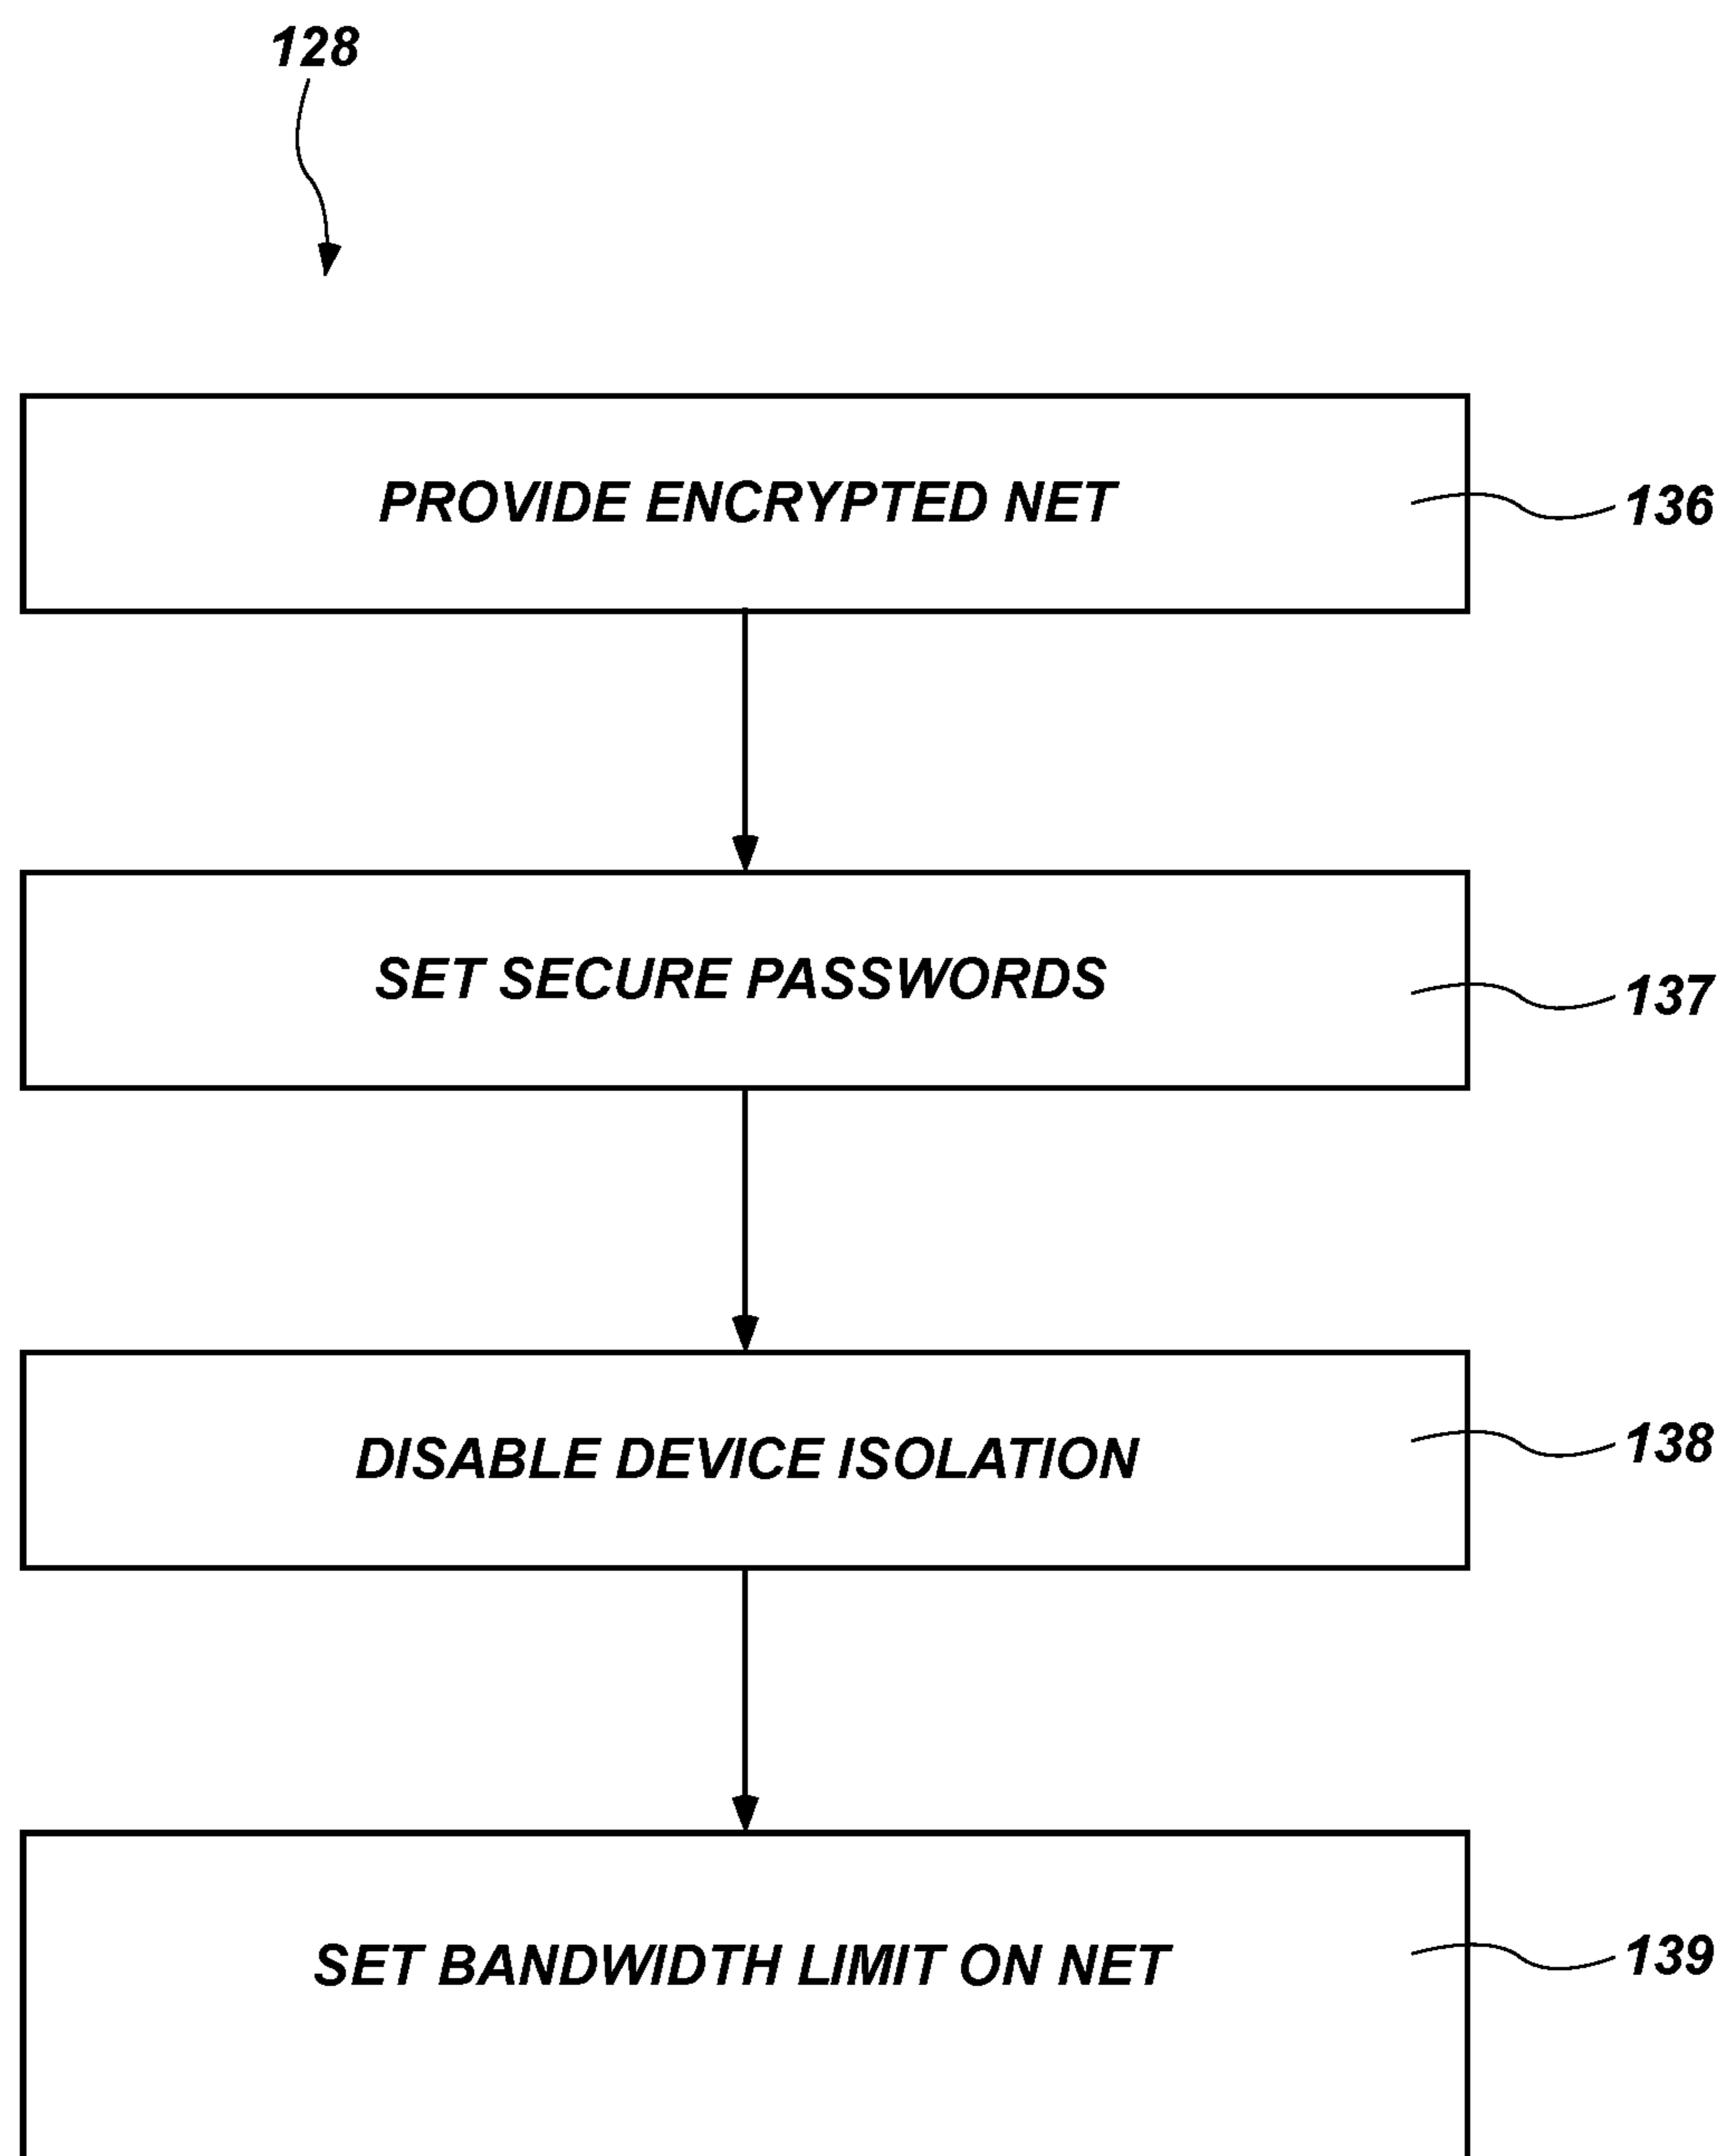 128
PROVIDE ENCRYPTED NET
136
SET SECURE PASSWORDS
137
DISABLE DEVICE ISOLATION
138
SET BANDWIDTH LIMIT ON NET
139